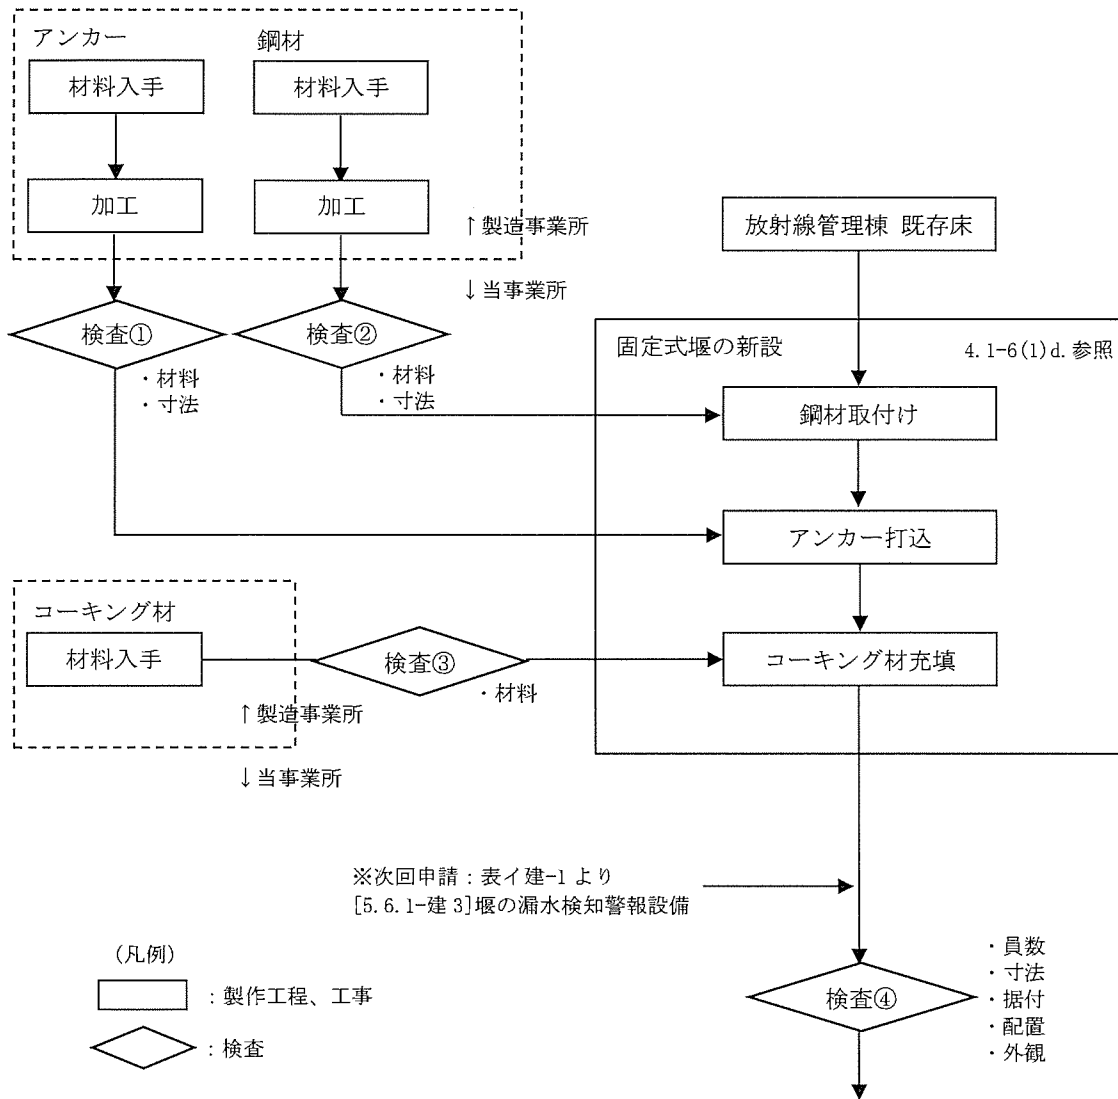 アンカー
鋼材
材料入手
材料入手
加工
加工
↑製造事業所
↓当事業所
放射線管理棟 既存床
検査①
・材料
・寸法
検査②
・材料
・寸法
固定式堰の新設
4.1-6(1)d.参照
鋼材取付け
アンカー打込
コーキング材
材料入手
検査③
・材料
コーキング材充填
↑製造事業所
↓当事業所
※次回申請：表イ建-1 より
[5.6.1-建3]堰の漏水検知警報設備
検査④
・員数
・寸法
・据付
・配置
・外観
(凡例)
：製作工程、工事
：検査